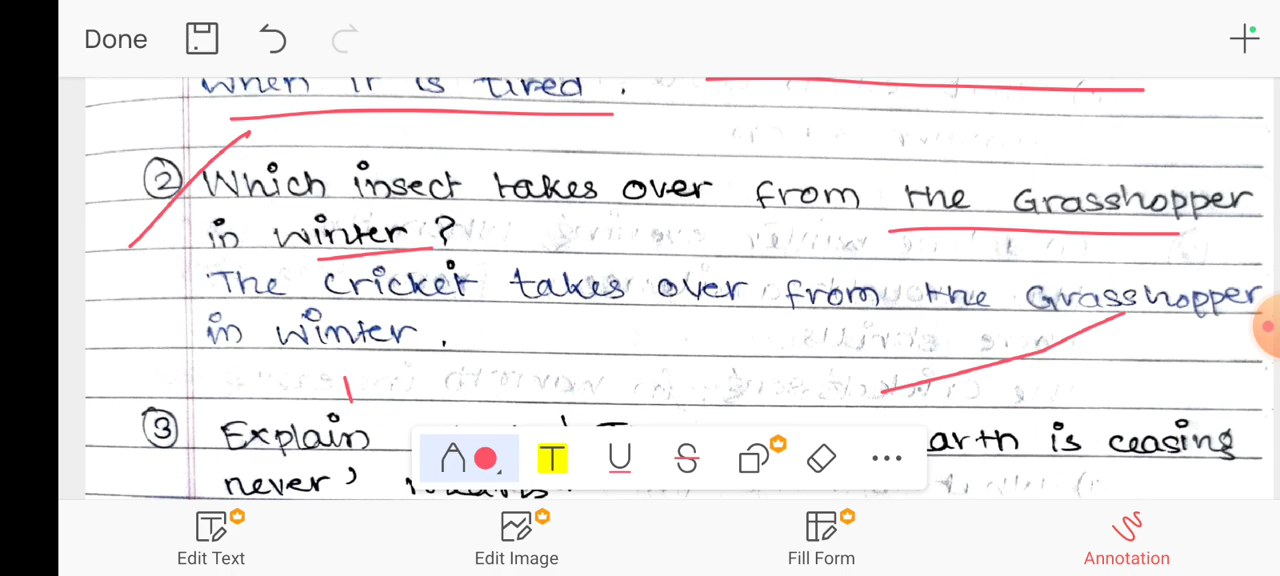 Done
when it is tired.
② Which insect takes over from the Grasshopper
in winter?
The cricket takes over from the Grasshopper
in winter.
③ Explain arth is ceasing
never'
Edit Text Edit Image Fill Form Annotation